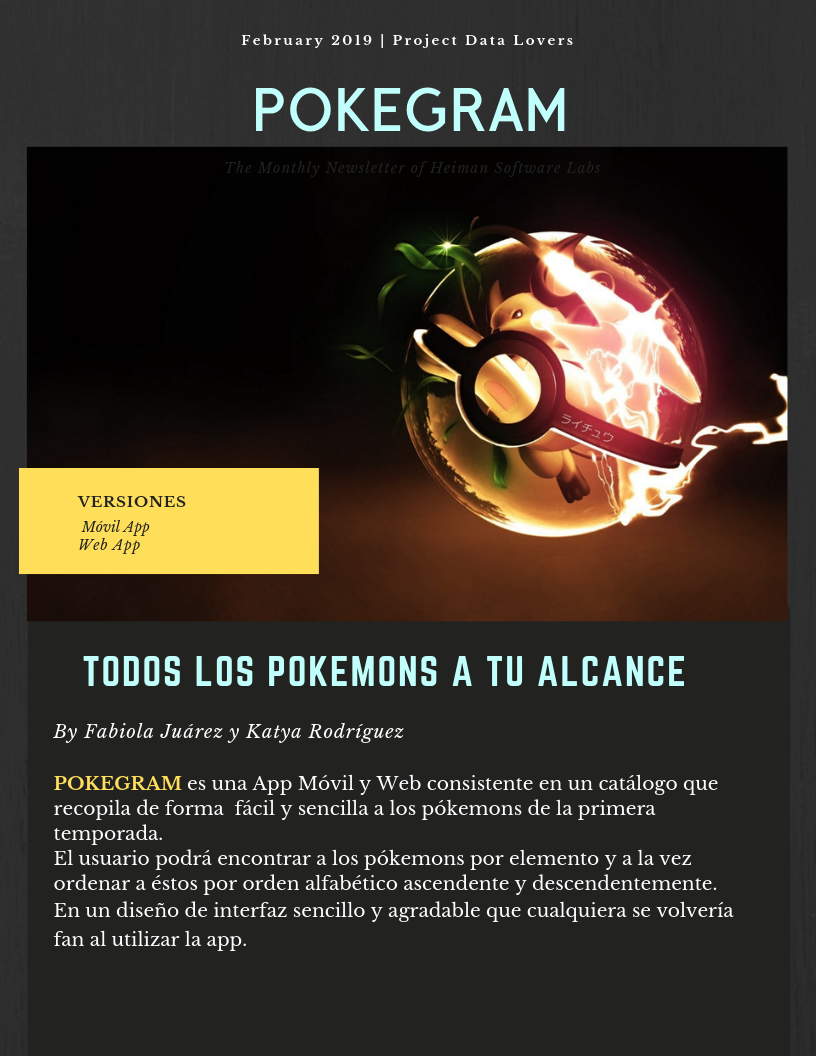 February 2019 | Project Data Lovers
POKEGRAM
The Monthly Newsletter of Heiman Software Labs
ライチュウ
VERSIONES
Móvil App
Web App
TODOS LOS POKEMONS A TU ALCANCE
By Fabiola Juárez y Katya Rodríguez
POKEGRAM es una App Móvil y Web consistente en un catálogo que
recopila de forma  fácil y sencilla a los pókemons de la primera
temporada.
El usuario podrá encontrar a los pókemons por elemento y a la vez
ordenar a éstos por orden alfabético ascendente y descendentemente.
En un diseño de interfaz sencillo y agradable que cualquiera se volvería
fan al utilizar la app.